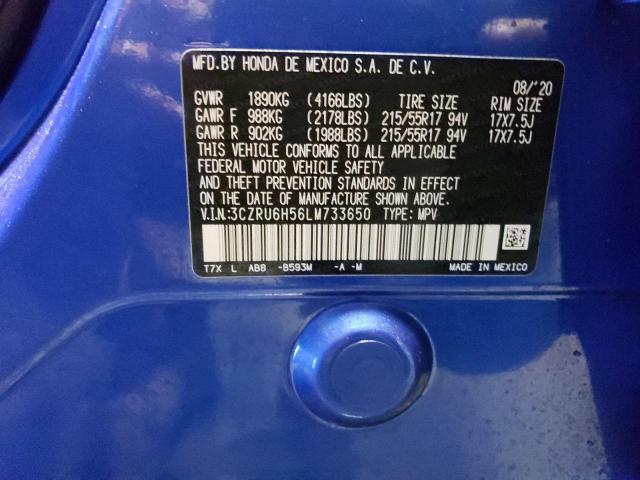 MFD.BY HONDA DE MEXICO S.A. DE C.V.
08/'20
GVWR 1890KG (4166LBS) TIRE SIZE RIM SIZE
GAWR F 988KG (2178LBS) 215/55R17 94V 17X7.5J
GAWR R 902KG (1988LBS) 215/55R17 94V 17X7.5J
THIS VEHICLE CONFORMS TO ALL APPLICABLE
FEDERAL MOTOR VEHICLE SAFETY
AND THEFT PREVENTION STANDARDS IN EFFECT
ON THE DATE OF MANUFACTURE SHOWN ABOVE.
V.I.N:3CZRU6H56LM733650 TYPE: MPV
T7X L AB8 -B593M -A -M MADE IN MEXICO